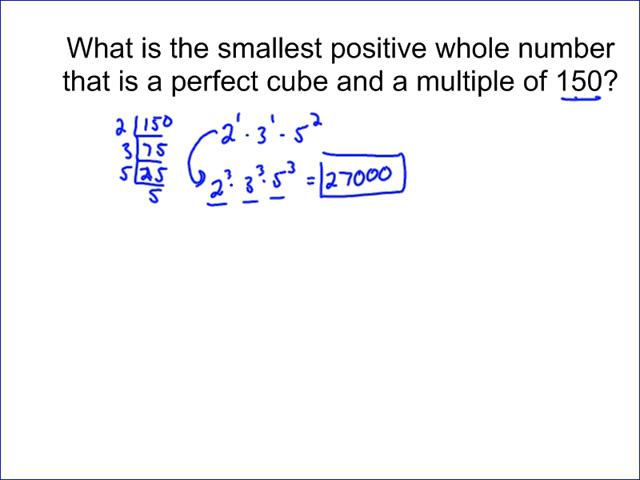 What is the smallest positive whole number
that is a perfect cube and a multiple of 150?
2 150 2¹ · 3¹ · 5²
3 75
5 25 2³ · 3³ · 5³ = 27000
5